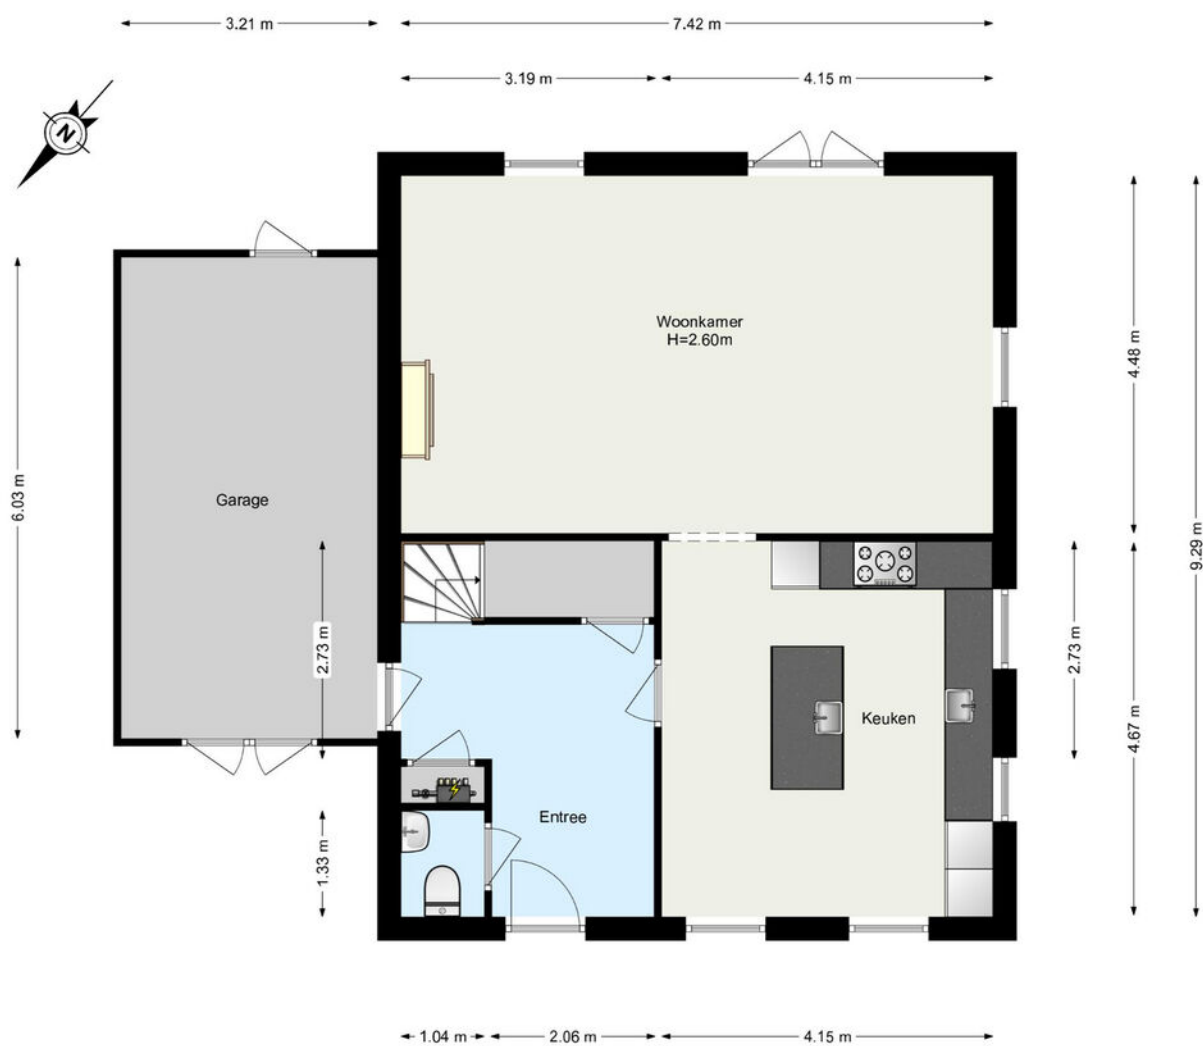 3.21 m
7.42 m
3.19 m
4.15 m
N
Woonkamer
H=2.60m
4.48 m
9.29 m
6.03 m
Garage
2.73 m
2.73 m
4.67 m
Keuken
Entree
1.33 m
1.04 m
2.06 m
4.15 m